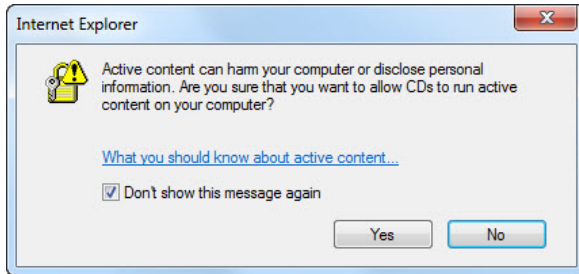 Internet Explorer
Active content can harm your computer or disclose personal
information. Are you sure that you want to allow CDs to run active
content on your computer?
What you should know about active content...
Don't show this message again
Yes
No